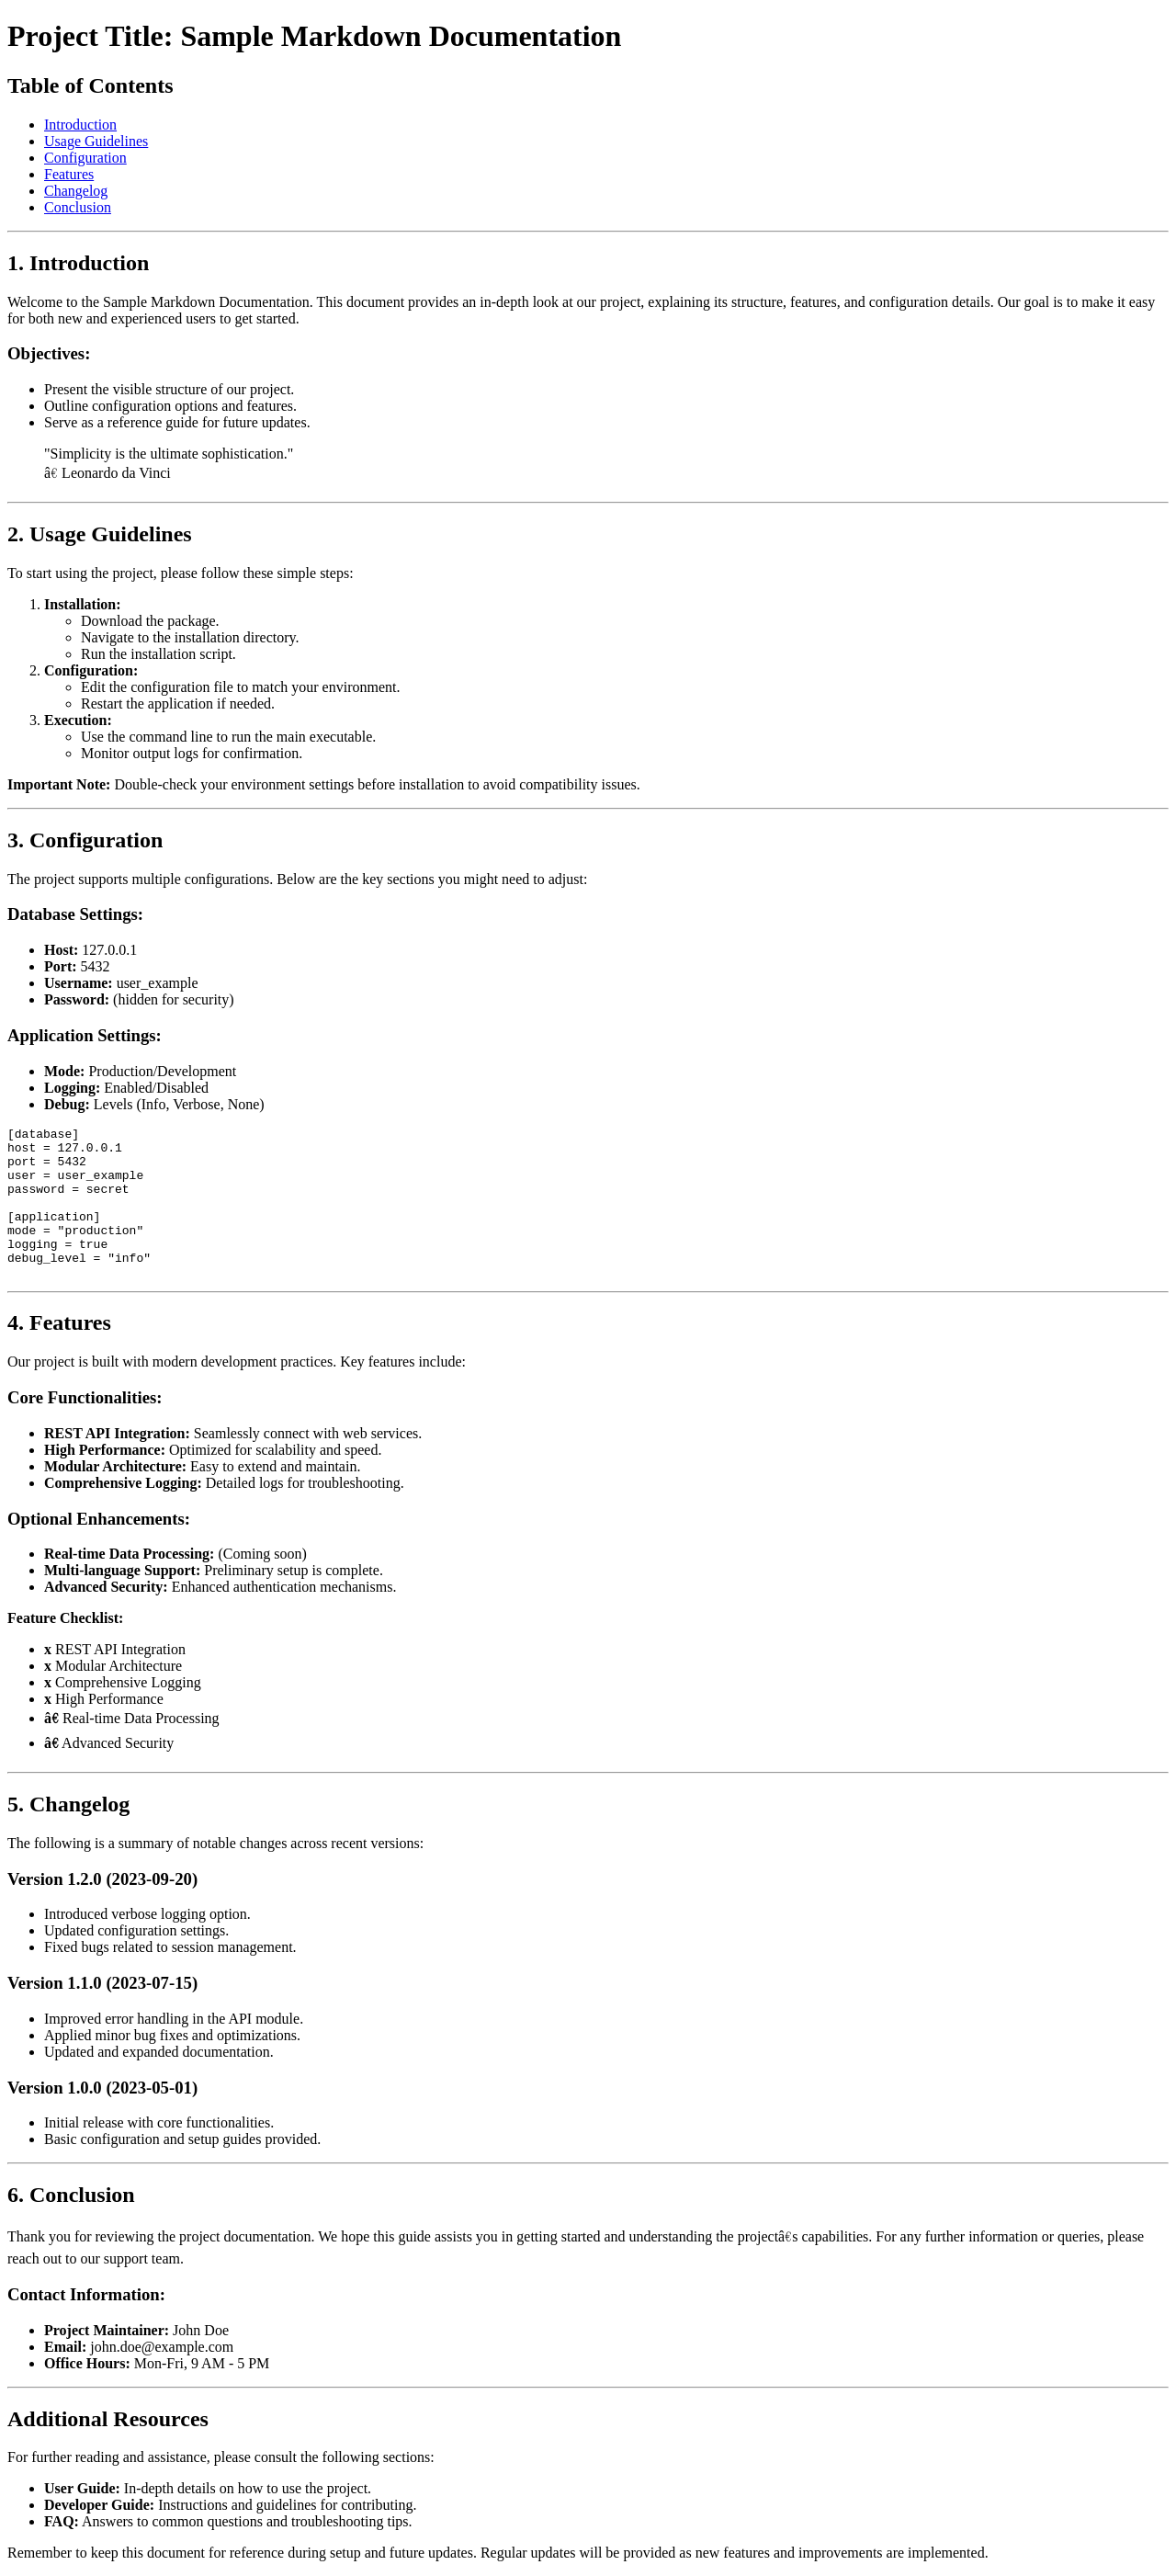 Project Title: Sample Markdown Documentation
Table of Contents
Introduction
Usage Guidelines
Configuration
Features
Changelog
Conclusion
1. Introduction
Welcome to the Sample Markdown Documentation. This document provides an in-depth look at our project, explaining its structure, features, and configuration details. Our goal is to make it easy
for both new and experienced users to get started.
Objectives:
Present the visible structure of our project.
Outline configuration options and features.
Serve as a reference guide for future updates.
"Simplicity is the ultimate sophistication."
â€ Leonardo da Vinci
2. Usage Guidelines
To start using the project, please follow these simple steps:
1. Installation:
Download the package.
Navigate to the installation directory.
Run the installation script.
2. Configuration:
Edit the configuration file to match your environment.
Restart the application if needed.
3. Execution:
Use the command line to run the main executable.
Monitor output logs for confirmation.
Important Note: Double-check your environment settings before installation to avoid compatibility issues.
3. Configuration
The project supports multiple configurations. Below are the key sections you might need to adjust:
Database Settings:
Host: 127.0.0.1
Port: 5432
Username: user_example
Password: (hidden for security)
Application Settings:
Mode: Production/Development
Logging: Enabled/Disabled
Debug: Levels (Info, Verbose, None)
[database]
host = 127.0.0.1
port = 5432
user = user_example
password = secret
[application]
mode = "production"
logging = true
debug_level = "info"
4. Features
Our project is built with modern development practices. Key features include:
Core Functionalities:
REST API Integration: Seamlessly connect with web services.
High Performance: Optimized for scalability and speed.
Modular Architecture: Easy to extend and maintain.
Comprehensive Logging: Detailed logs for troubleshooting.
Optional Enhancements:
Real-time Data Processing: (Coming soon)
Multi-language Support: Preliminary setup is complete.
Advanced Security: Enhanced authentication mechanisms.
Feature Checklist:
x REST API Integration
x Modular Architecture
x Comprehensive Logging
x High Performance
â€ Real-time Data Processing
â€ Advanced Security
5. Changelog
The following is a summary of notable changes across recent versions:
Version 1.2.0 (2023-09-20)
Introduced verbose logging option.
Updated configuration settings.
Fixed bugs related to session management.
Version 1.1.0 (2023-07-15)
Improved error handling in the API module.
Applied minor bug fixes and optimizations.
Updated and expanded documentation.
Version 1.0.0 (2023-05-01)
Initial release with core functionalities.
Basic configuration and setup guides provided.
6. Conclusion
Thank you for reviewing the project documentation. We hope this guide assists you in getting started and understanding the projectâ€s capabilities. For any further information or queries, please
reach out to our support team.
Contact Information:
Project Maintainer: John Doe
Email: john.doe@example.com
Office Hours: Mon-Fri, 9 AM - 5 PM
Additional Resources
For further reading and assistance, please consult the following sections:
User Guide: In-depth details on how to use the project.
Developer Guide: Instructions and guidelines for contributing.
FAQ: Answers to common questions and troubleshooting tips.
Remember to keep this document for reference during setup and future updates. Regular updates will be provided as new features and improvements are implemented.